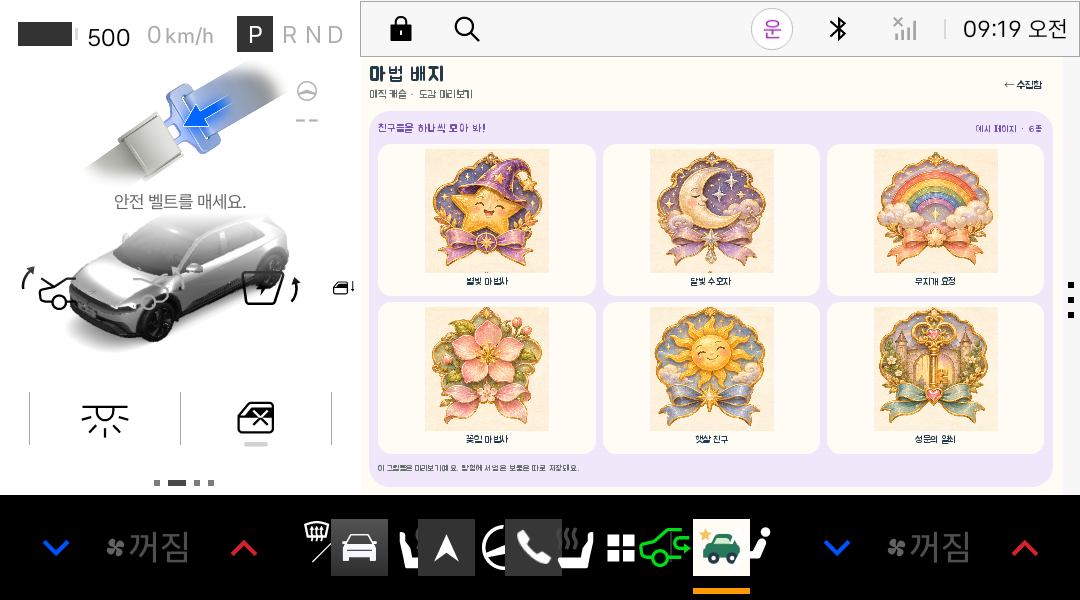 500
0 km/h
P R N D
운
09:19 오전
안전 벨트를 매세요.
마법 배지
매직 캐슬 · 도감 미리보기
← 수집함
친구들을 하나씩 모아 봐!
예시 페이지 · 6종
별빛 마법사
달빛 수호자
무지개 요정
꽃잎 마법사
햇살 친구
성문의 열쇠
이 그림들은 미리보기예요. 탐험에서 얻은 보물은 따로 저장돼요.
꺼짐
꺼짐